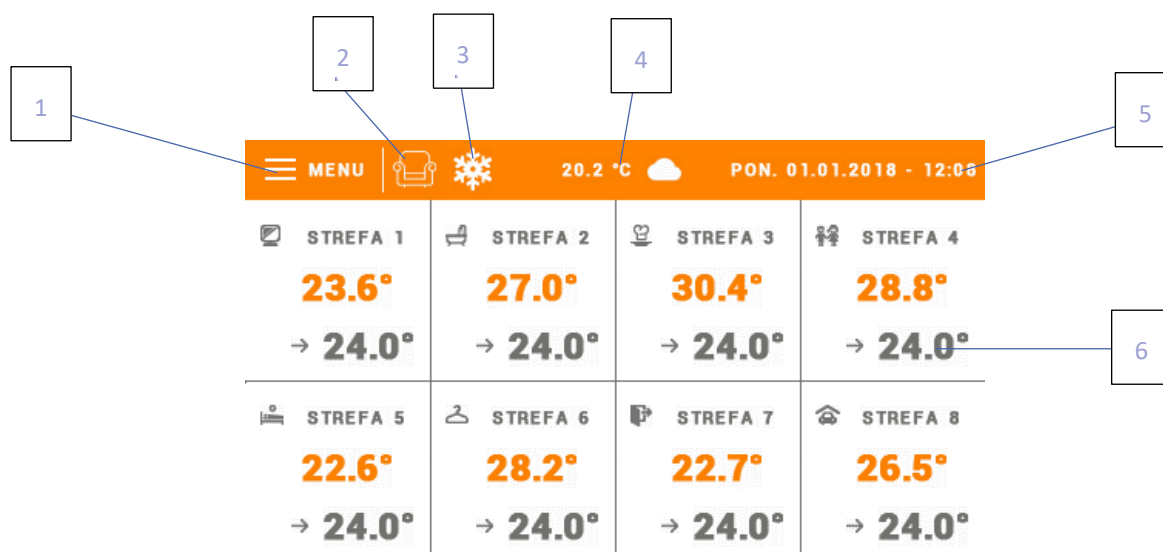 2
3
4
1
5
MENU
20.2 °C
PON. 01.01.2018 - 12:08
STREFA 1
STREFA 2
STREFA 3
STREFA 4
23.6°
27.0°
30.4°
28.8°
→ 24.0°
→ 24.0°
→ 24.0°
→ 24.0°
6
STREFA 5
STREFA 6
STREFA 7
STREFA 8
22.6°
28.2°
22.7°
26.5°
→ 24.0°
→ 24.0°
→ 24.0°
→ 24.0°